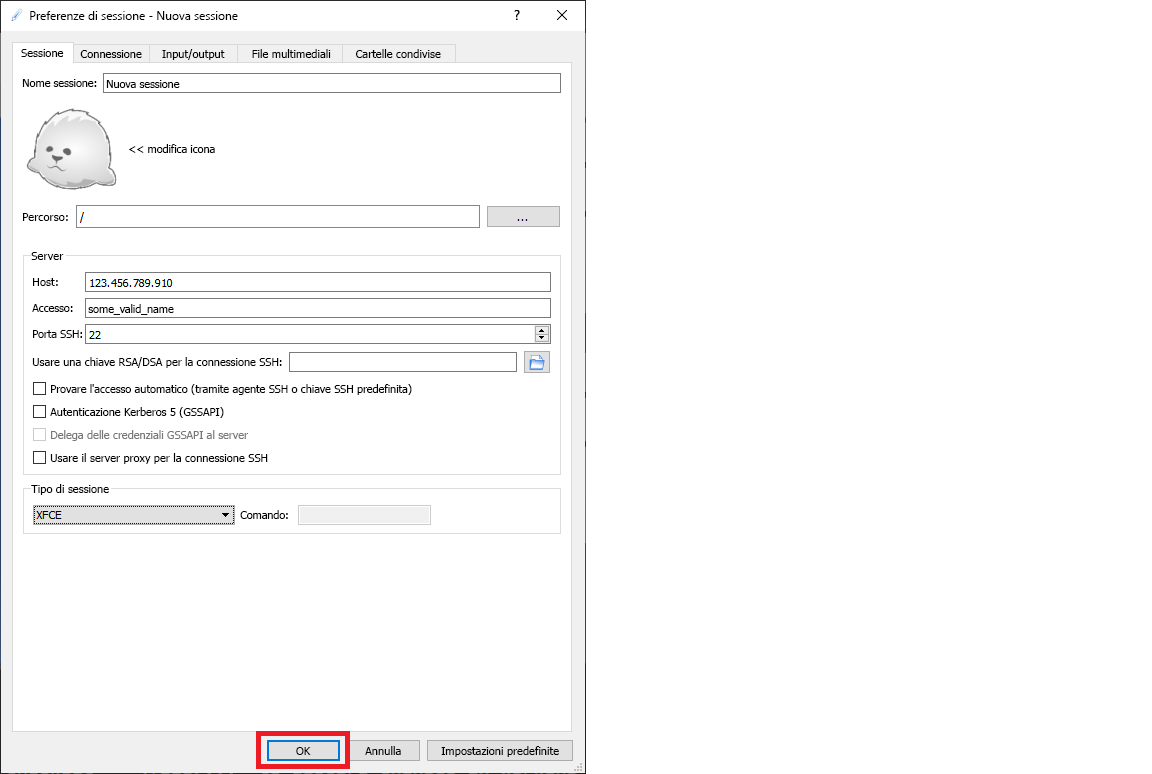 Preferenze di sessione - Nuova sessione ?
Sessione Connessione Input/output File multimediali Cartelle condivise
Nome sessione: Nuova sessione
<< modifica icona
Percorso: / ...
Server
Host: 123.456.789.910
Accesso: some_valid_name
Porta SSH: 22
Usare una chiave RSA/DSA per la connessione SSH:
Provare l'accesso automatico (tramite agente SSH o chiave SSH predefinita)
Autenticazione Kerberos 5 (GSSAPI)
Delega delle credenziali GSSAPI al server
Usare il server proxy per la connessione SSH
Tipo di sessione
XFCE Comando:
OK Annulla Impostazioni predefinite